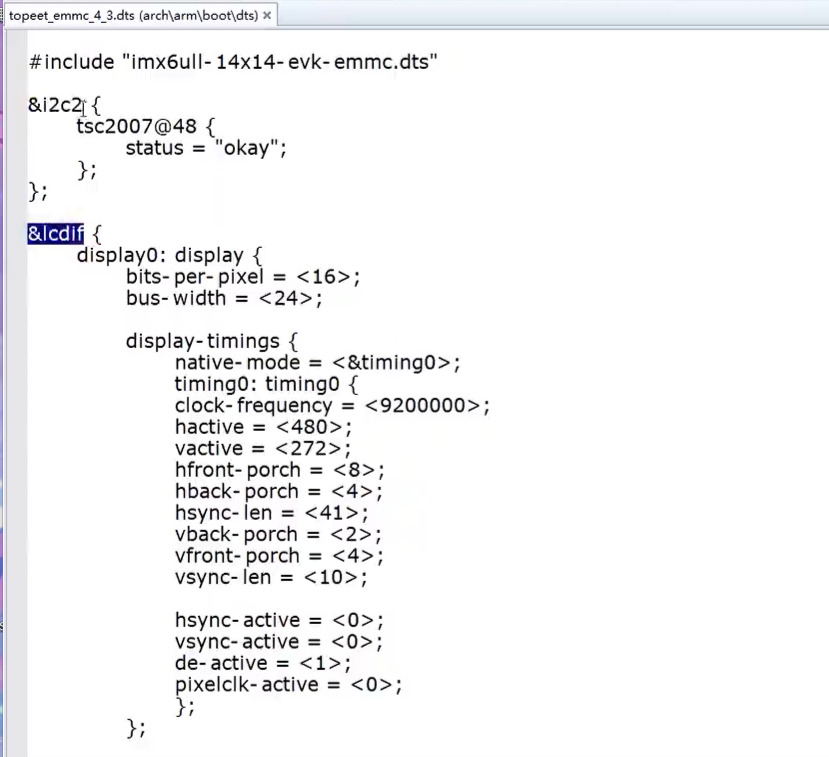 topeet_emmc_4_3.dts (arch\arm\boot\dts) ×
#include "imx6ull-14x14-evk-emmc.dts"
&i2c2 {
tsc2007@48 {
status = "okay";
};
};
&lcdif {
display0: display {
bits-per-pixel = <16>;
bus-width = <24>;
display-timings {
native-mode = <&timing0>;
timing0: timing0 {
clock-frequency = <9200000>;
hactive = <480>;
vactive = <272>;
hfront-porch = <8>;
hback-porch = <4>;
hsync-len = <41>;
vback-porch = <2>;
vfront-porch = <4>;
vsync-len = <10>;
hsync-active = <0>;
vsync-active = <0>;
de-active = <1>;
pixelclk-active = <0>;
};
};